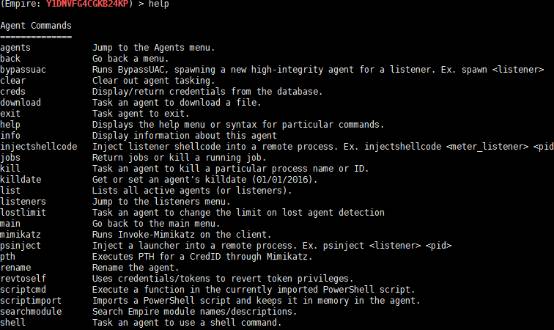 (Empire: Y1DMVFG4CGKB24KP) > help
Agent Commands
==============
agents Jump to the Agents menu.
back Go back a menu.
bypassuac Runs BypassUAC, spawning a new high-integrity agent for a listener. Ex. spawn <listener>
clear Clear out agent tasking.
creds Display/return credentials from the database.
download Task an agent to download a file.
exit Task agent to exit.
help Displays the help menu or syntax for particular commands.
info Display information about this agent
injectshellcode Inject listener shellcode into a remote process. Ex. injectshellcode <meter_listener> <pid
jobs Return jobs or kill a running job.
kill Task an agent to kill a particular process name or ID.
killdate Get or set an agent's killdate (01/01/2016).
list Lists all active agents (or listeners).
listeners Jump to the listeners menu.
lostlimit Task an agent to change the limit on lost agent detection
main Go back to the main menu.
mimikatz Runs Invoke-Mimikatz on the client.
psinject Inject a launcher into a remote process. Ex. psinject <listener> <pid>
pth Executes PTH for a CredID through Mimikatz.
rename Rename the agent.
revtoself Uses credentials/tokens to revert token privileges.
scriptcmd Execute a function in the currently imported PowerShell script.
scriptimport Imports a PowerShell script and keeps it in memory in the agent.
searchmodule Search Empire module names/descriptions.
shell Task an agent to use a shell command.